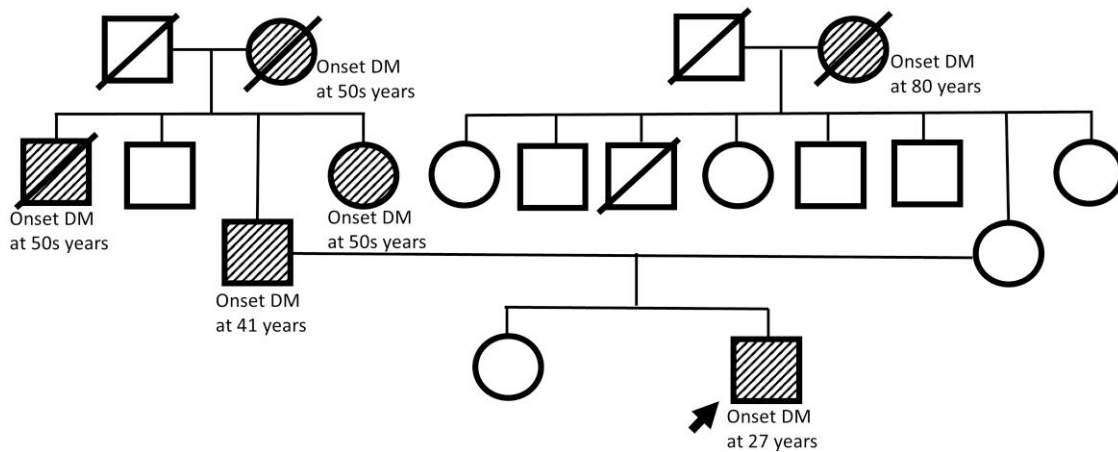 Onset DM
at 50s years
Onset DM
at 80 years
Onset DM
at 50s years
Onset DM
at 50s years
Onset DM
at 41 years
Onset DM
at 27 years